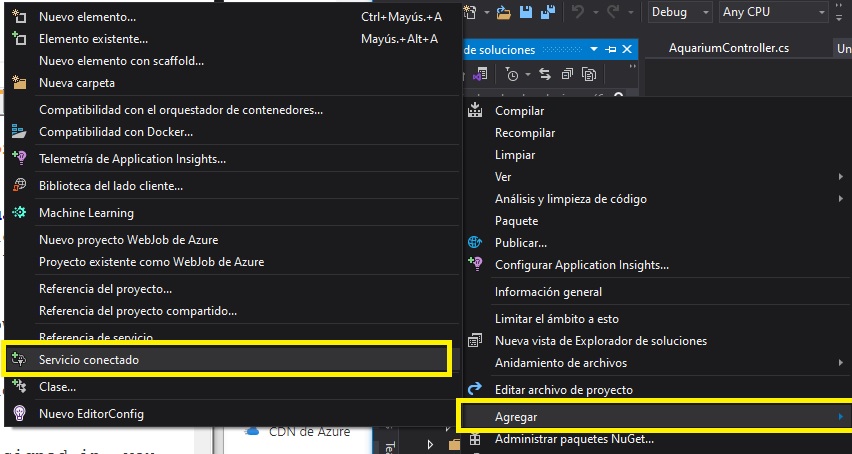 Nuevo elemento... Ctrl+Mayús.+A
Elemento existente... Mayús.+Alt+A
Nuevo elemento con scaffold...
Nueva carpeta
Compatibilidad con el orquestador de contenedores...
Compatibilidad con Docker...
Telemetría de Application Insights...
Biblioteca del lado cliente...
Machine Learning
Nuevo proyecto WebJob de Azure
Proyecto existente como WebJob de Azure
Referencia del proyecto...
Referencia del proyecto compartido...
Referencia de servicio
Servicio conectado
Clase...
Nuevo EditorConfig
CDN de Azure
Debug Any CPU
de soluciones
AquariumController.cs
Un
Compilar
Recompilar
Limpiar
Ver
Análisis y limpieza de código
Paquete
Publicar...
Configurar Application Insights...
Información general
Limitar el ámbito a esto
Nueva vista de Explorador de soluciones
Anidamiento de archivos
Editar archivo de proyecto
Agregar
Administrar paquetes NuGet...
Te